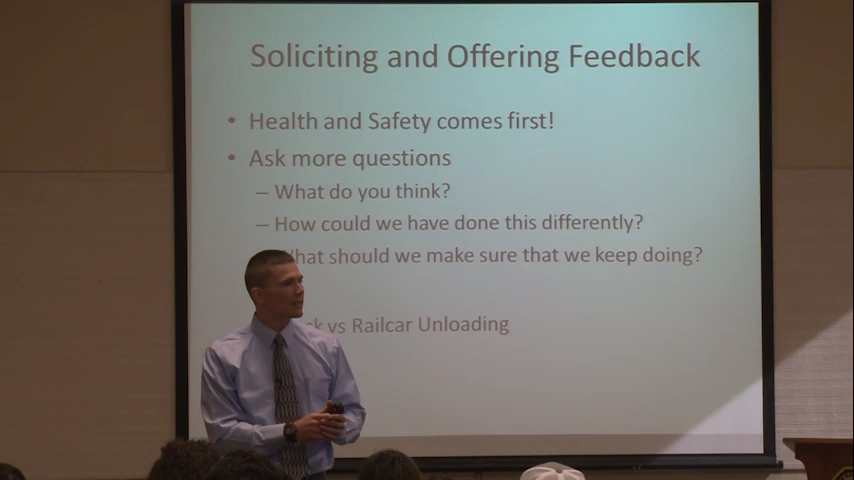 Soliciting and Offering Feedback
• Health and Safety comes first!
• Ask more questions
– What do you think?
– How could we have done this differently?
should we make sure that we keep doing?
vs Railcar Unloading